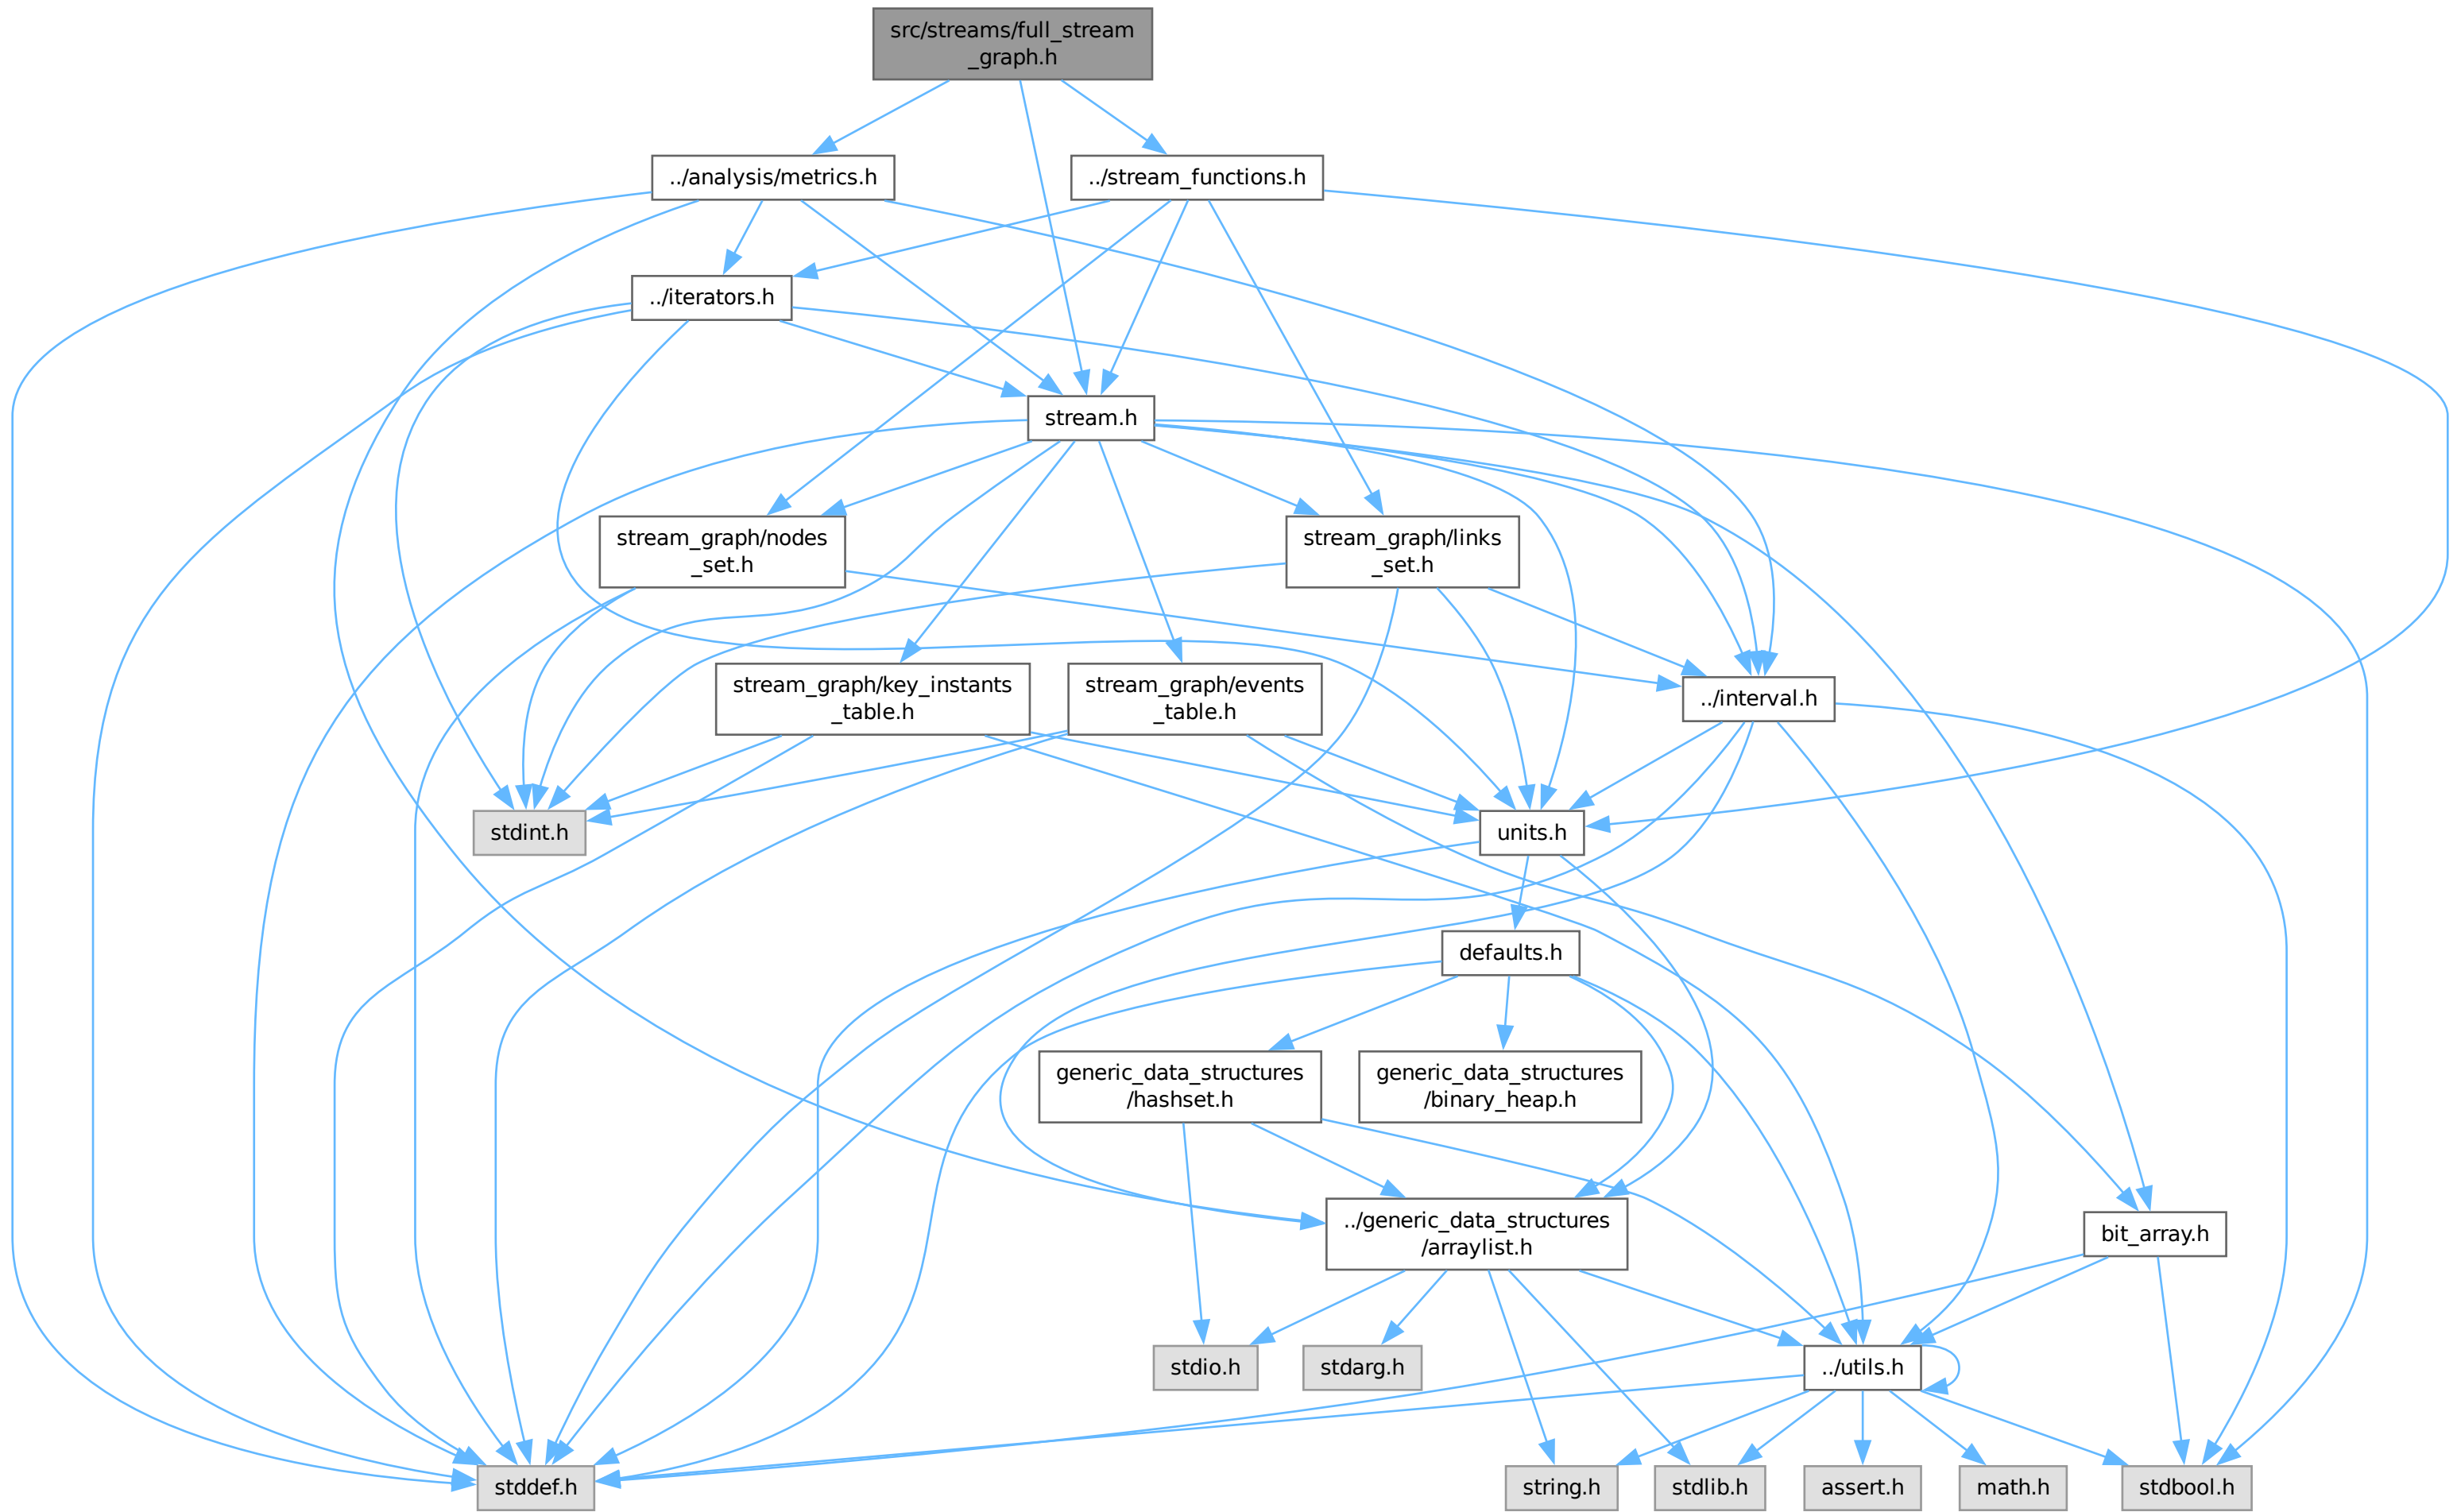 src/streams/full_stream
_graph.h
../analysis/metrics.h
../stream_functions.h
../iterators.h
stream.h
stream_graph/nodes
_set.h
stream_graph/links
_set.h
stream_graph/key_instants
_table.h
stream_graph/events
_table.h
../interval.h
stdint.h
units.h
defaults.h
generic_data_structures
/hashset.h
generic_data_structures
/binary_heap.h
../generic_data_structures
/arraylist.h
bit_array.h
stdio.h
stdarg.h
../utils.h
stddef.h
string.h
stdlib.h
assert.h
math.h
stdbool.h